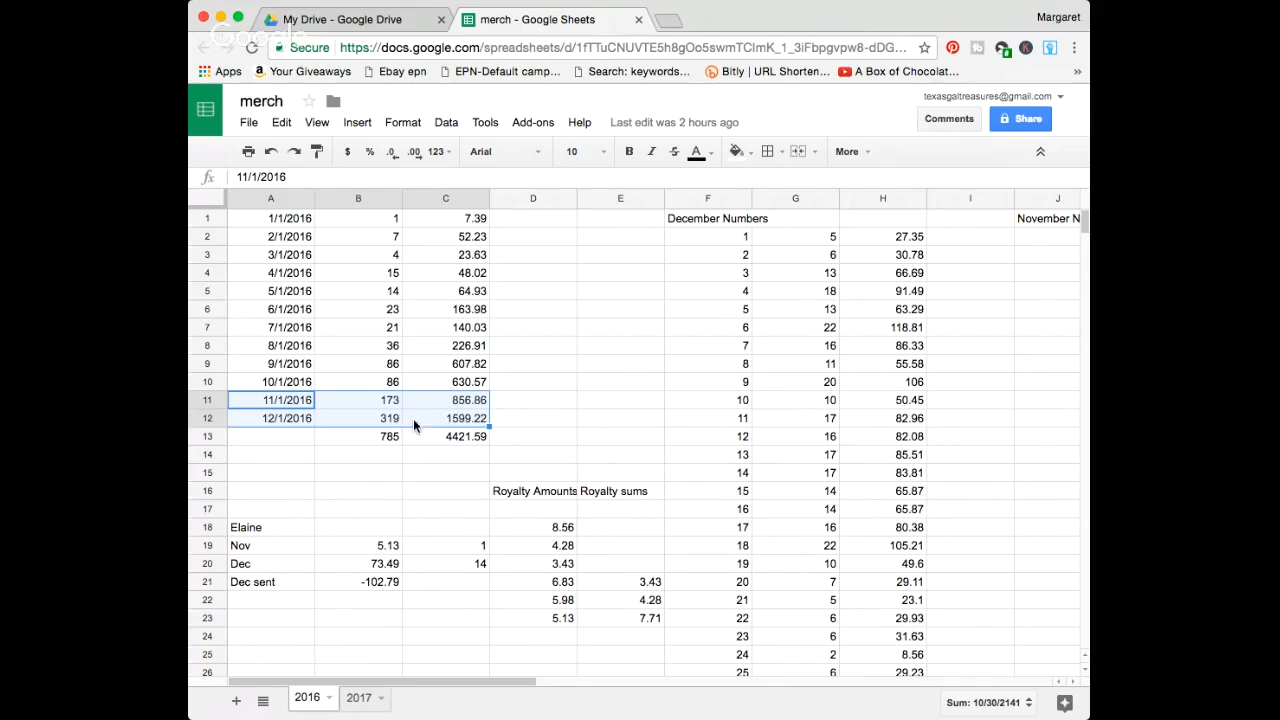 My Drive - Google Drive
merch - Google Sheets
Margaret
Google
Secure
https://docs.google.com/spreadsheets/d/1fTTuCNUVTE5h8gOo5swmTCImK_1_3iFbpgvpw8-dDG...
Apps
Your Giveaways
Ebay epn
EPN-Default camp...
Search: keywords...
Bitly | URL Shorten...
A Box of Chocolat...
merch
texasgaltreasures@gmail.com
File Edit View Insert Format Data Tools Add-ons Help
Last edit was 2 hours ago
Comments
Share
$ % .0 .00 123
Arial
10
B I S A
More
fx 11/1/2016
A B C D E F G H I J
1 1/1/2016 1 7.39 December Numbers November N
2 2/1/2016 7 52.23 1 5 27.35
3 3/1/2016 4 23.63 2 6 30.78
4 4/1/2016 15 48.02 3 13 66.69
5 5/1/2016 14 64.93 4 18 91.49
6 6/1/2016 23 163.98 5 13 63.29
7 7/1/2016 21 140.03 6 22 118.81
8 8/1/2016 36 226.91 7 16 86.33
9 9/1/2016 86 607.82 8 11 55.58
10 10/1/2016 86 630.57 9 20 106
11 11/1/2016 173 856.86 10 10 50.45
12 12/1/2016 319 1599.22 11 17 82.96
13 785 4421.59 12 16 82.08
14 13 17 85.51
15 14 17 83.81
16 Royalty Amounts Royalty sums 15 14 65.87
17 16 14 65.87
18 Elaine 8.56 17 16 80.38
19 Nov 5.13 1 4.28 18 22 105.21
20 Dec 73.49 14 3.43 19 10 49.6
21 Dec sent -102.79 6.83 3.43 20 7 29.11
22 5.98 4.28 21 5 23.1
23 5.13 7.71 22 6 29.93
24 23 6 31.63
25 24 2 8.56
26 25 6 29.23
2016
2017
Sum: 10/30/2141